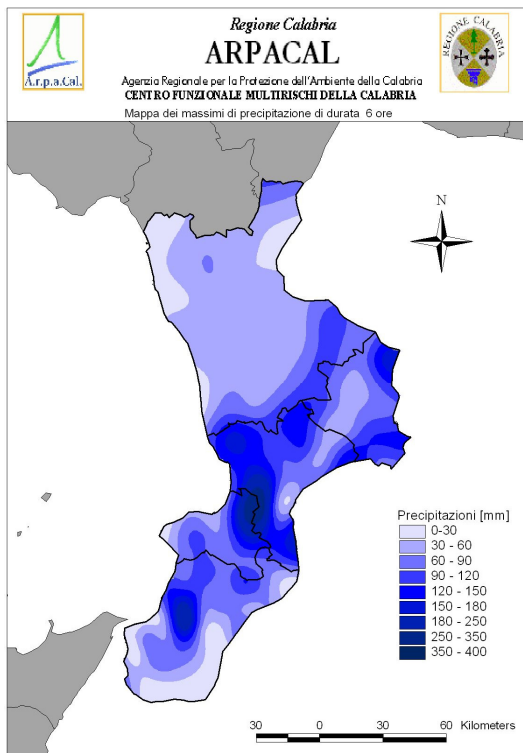 Regione Calabria
ARPACAL
Agenzia Regionale per la Protezione dell'Ambiente della Calabria
CENTRO FUNZIONALE MULTIRISCHI DELLA CALABRIA
Mappa dei massimi di precipitazione di durata 6 ore
A.r.p.a.Cal.
REGIONE CALABRIA
N
Precipitazioni [mm]
0-30
30 - 60
60 - 90
90 - 120
120 - 150
150 - 180
180 - 250
250 - 350
350 - 400
30 0 30 60 Kilometers